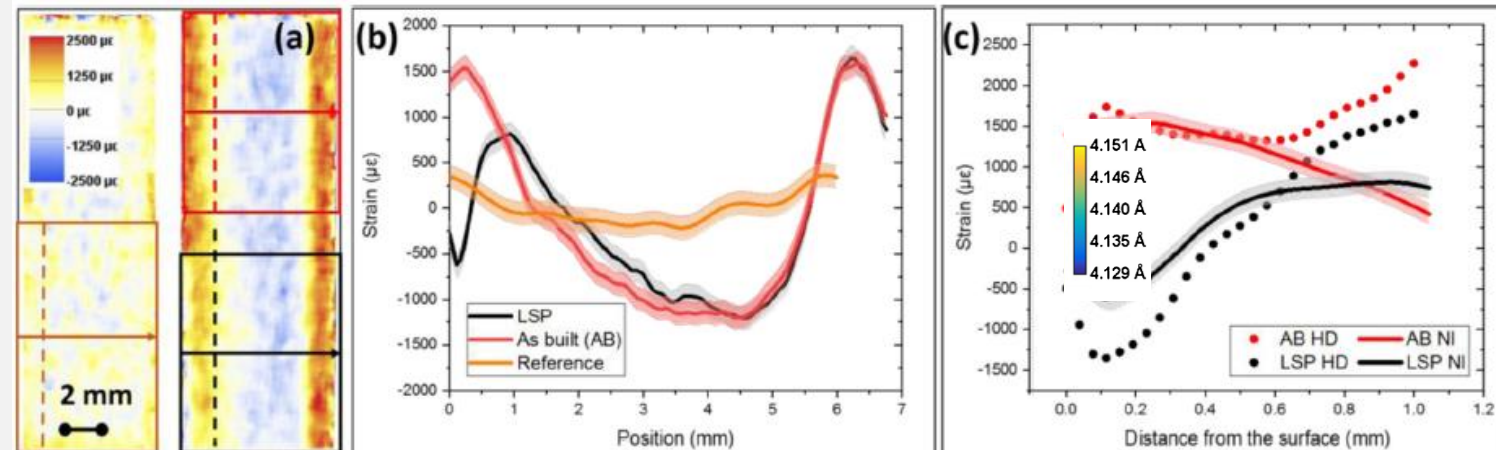 (a)
2500 µε
1250 µε
0 µε
-1250 µε
-2500 µε
2 mm
(b)
2000
1500
1000
500
0
-500
-1000
-1500
-2000
Strain (µε)
LSP
As built (AB)
Reference
0 1 2 3 4 5 6 7
Position (mm)
(c)
2500
2000
1500
1000
500
0
-500
-1000
-1500
Strain (µε)
4.151 Å
4.146 Å
4.140 Å
4.135 Å
4.129 Å
AB HD AB NI
LSP HD LSP NI
0.0 0.2 0.4 0.6 0.8 1.0 1.2
Distance from the surface (mm)